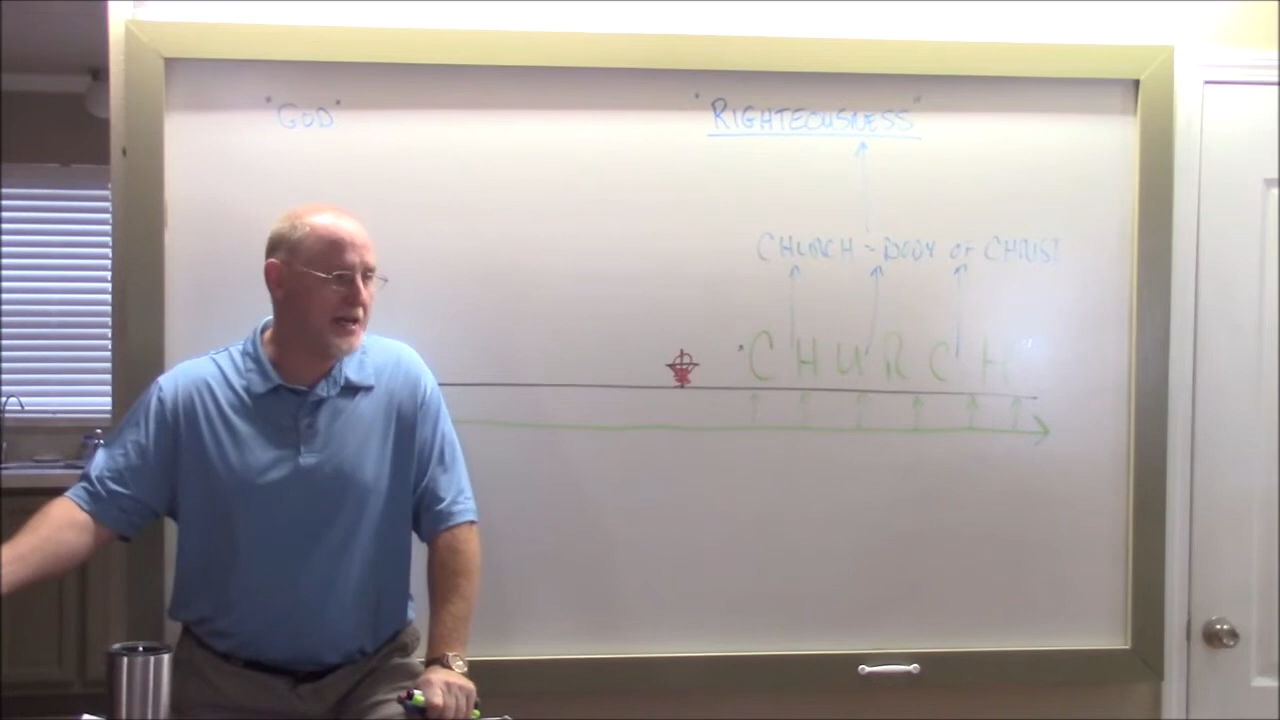 "GOD"
"RIGHTEOUSNESS"
CHURCH = BODY OF CHRIST
"CHURCH"